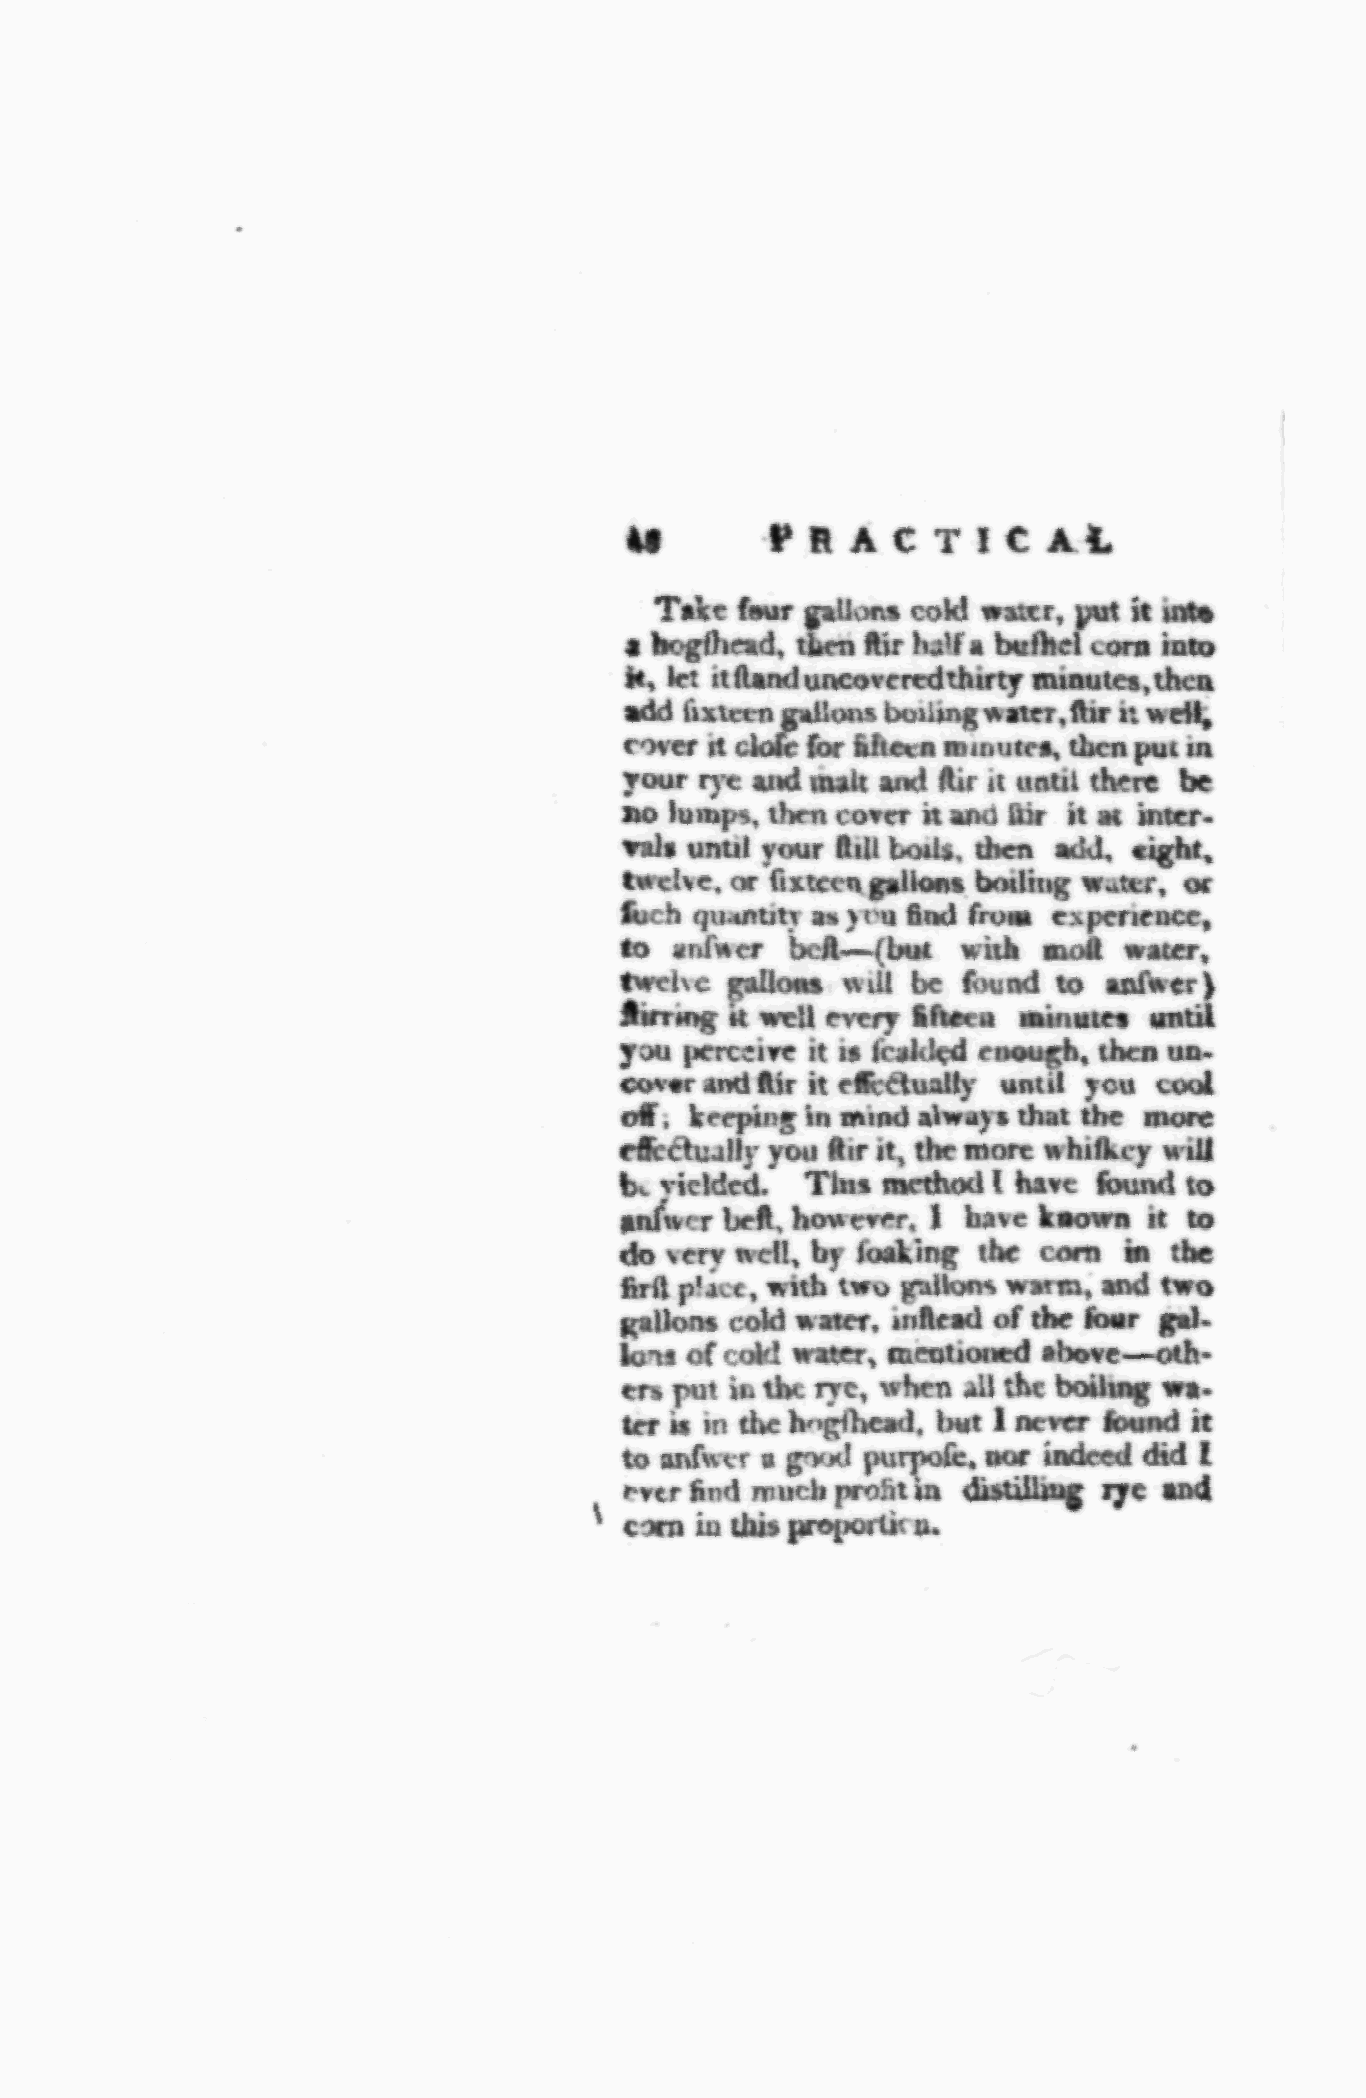 48 PRACTICAL
Take four gallons cold water, put it into
a hogſhead, then ſtir half a buſhel corn into
it, let it ſtand uncovered thirty minutes, then
add ſixteen gallons boiling water, ſtir it well,
cover it cloſe for fifteen minutes, then put in
your rye and malt and ſtir it until there be
no lumps, then cover it and ſtir it at inter-
vals until your ſtill boils, then add, eight,
twelve, or ſixteen gallons boiling water, or
ſuch quantity as you find from experience,
to anſwer beſt—(but with moſt water,
twelve gallons will be found to anſwer)
ſtirring it well every fifteen minutes until
you perceive it is ſcalded enough, then un-
cover and ſtir it effectually until you cool
off; keeping in mind always that the more
effectually you ſtir it, the more whiſkey will
be yielded. This method I have found to
anſwer beſt, however, I have known it to
do very well, by ſoaking the corn in the
firſt place, with two gallons warm, and two
gallons cold water, inſtead of the four gal-
lons of cold water, mentioned above—oth-
ers put in the rye, when all the boiling wa-
ter is in the hogſhead, but I never found it
to anſwer a good purpoſe, nor indeed did I
ever find much profit in distilling rye and
corn in this proportion.